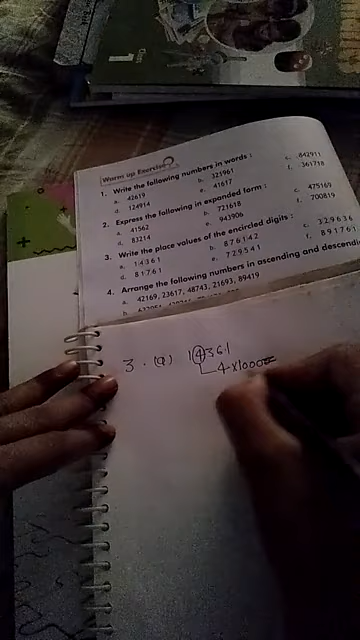 Warm up Exercise
1. Write the following numbers in words :
a. 42619 b. 321961 c. 842911
d. 124914 e. 41617 f. 361718
2. Express the following in expanded form :
a. 41562 b. 721618 c. 475169
d. 83214 e. 943906 f. 700819
3. Write the place values of the encircled digits :
a. 14361 b. 876142 c. 329636
d. 81761 e. 729541 f. 891761
4. Arrange the following numbers in ascending and descending
a. 42169, 23617, 48743, 21693, 89419
b.
3. (a) 14361
4×1000